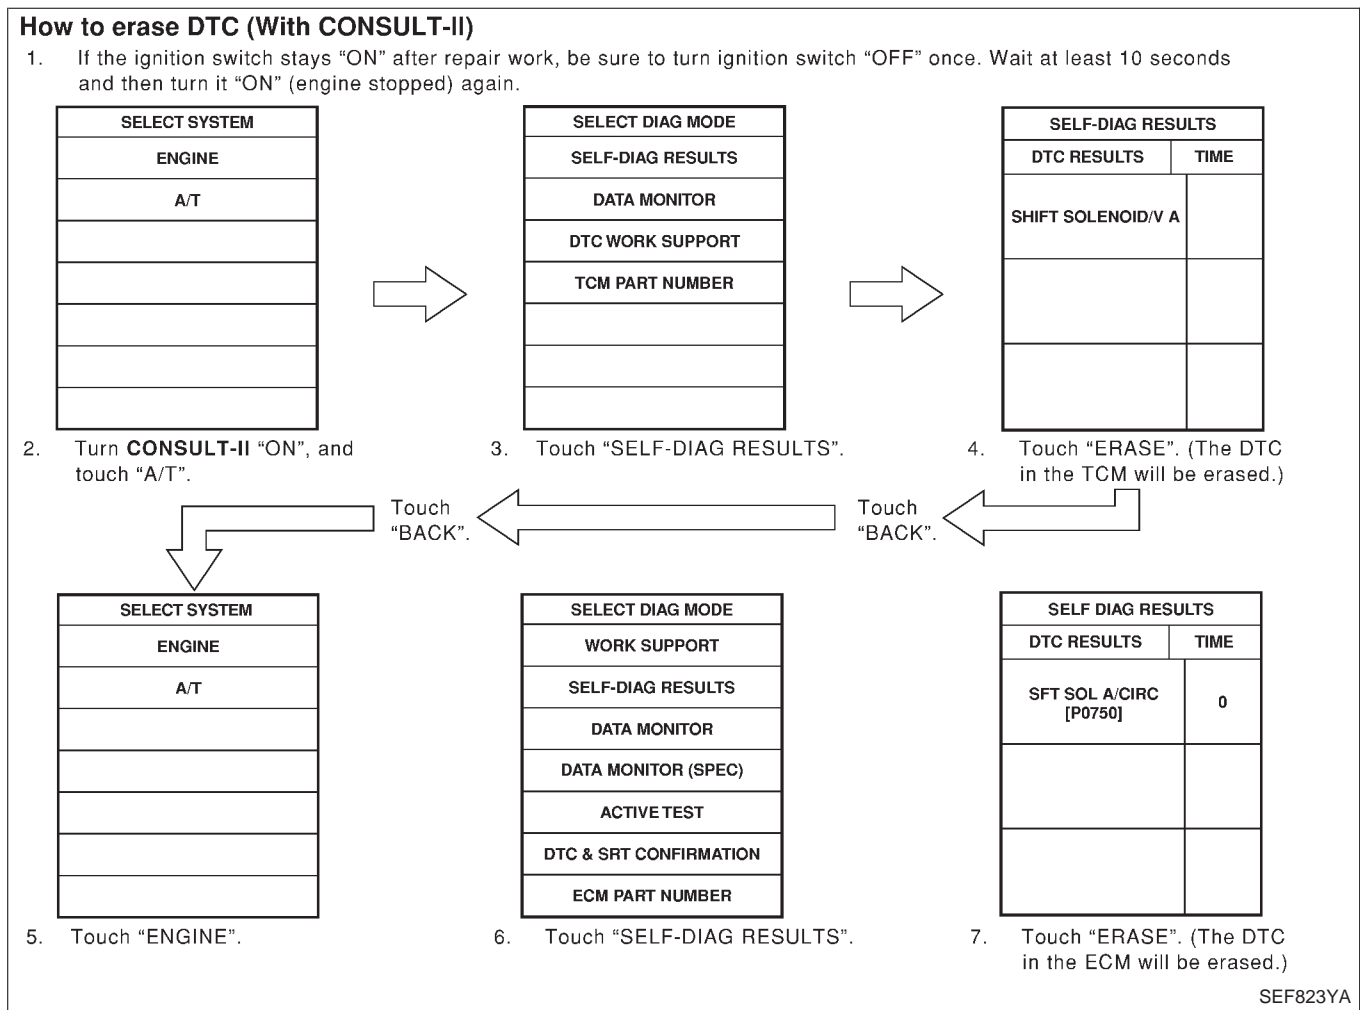 How to erase DTC (With CONSULT-II)
1. If the ignition switch stays “ON” after repair work, be sure to turn ignition switch “OFF” once. Wait at least 10 seconds
and then turn it “ON” (engine stopped) again.
SELECT SYSTEM
ENGINE
A/T
SELECT DIAG MODE
SELF-DIAG RESULTS
DATA MONITOR
DTC WORK SUPPORT
TCM PART NUMBER
SELF-DIAG RESULTS
DTC RESULTS TIME
SHIFT SOLENOID/V A
2. Turn CONSULT-II “ON”, and
touch “A/T”.
3. Touch “SELF-DIAG RESULTS”.
4. Touch “ERASE”. (The DTC
in the TCM will be erased.)
Touch
“BACK”.
Touch
“BACK”.
SELECT SYSTEM
ENGINE
A/T
SELECT DIAG MODE
WORK SUPPORT
SELF-DIAG RESULTS
DATA MONITOR
DATA MONITOR (SPEC)
ACTIVE TEST
DTC & SRT CONFIRMATION
ECM PART NUMBER
SELF DIAG RESULTS
DTC RESULTS TIME
SFT SOL A/CIRC
[P0750]
0
5. Touch “ENGINE”.
6. Touch “SELF-DIAG RESULTS”.
7. Touch “ERASE”. (The DTC
in the ECM will be erased.)
SEF823YA